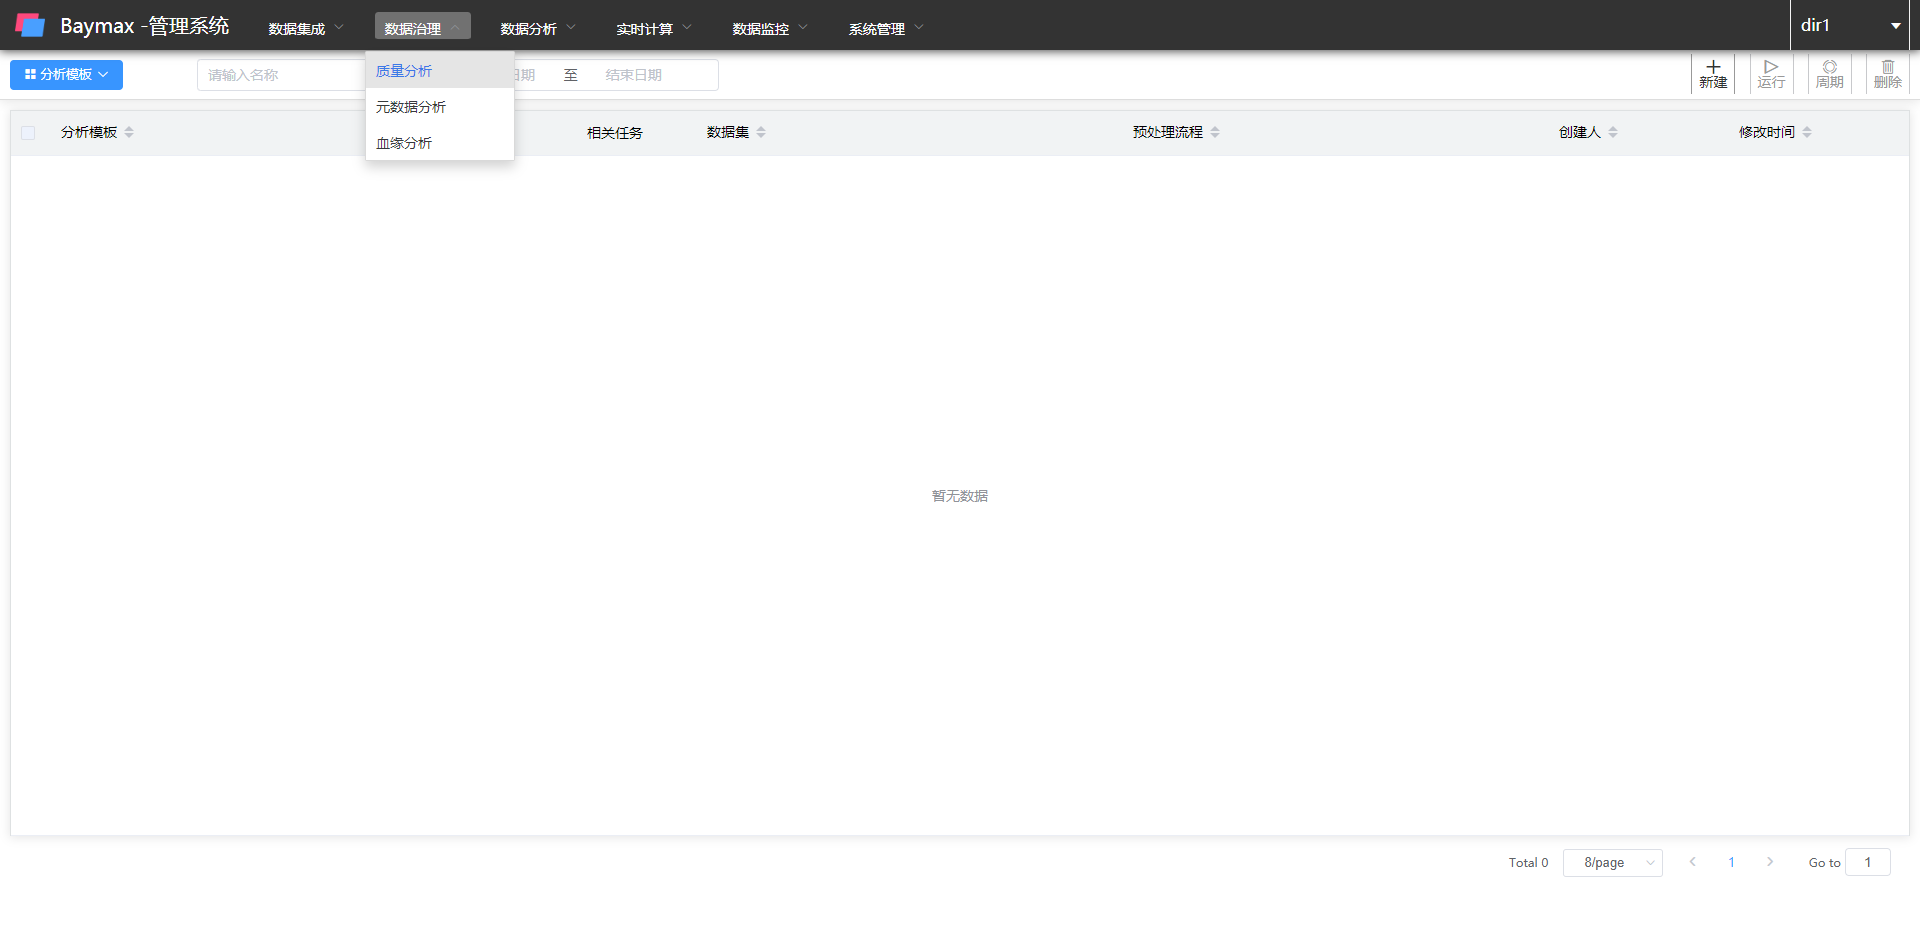 Baymax -管理系统
数据集成
数据治理
数据分析
实时计算
数据监控
系统管理
dir1
质量分析
元数据分析
血缘分析
分析模板
请输入名称
日期 至 结束日期
新建
运行
周期
删除
分析模板
相关任务
数据集
预处理流程
创建人
修改时间
暂无数据
Total 0
8/page
1
Go to 1